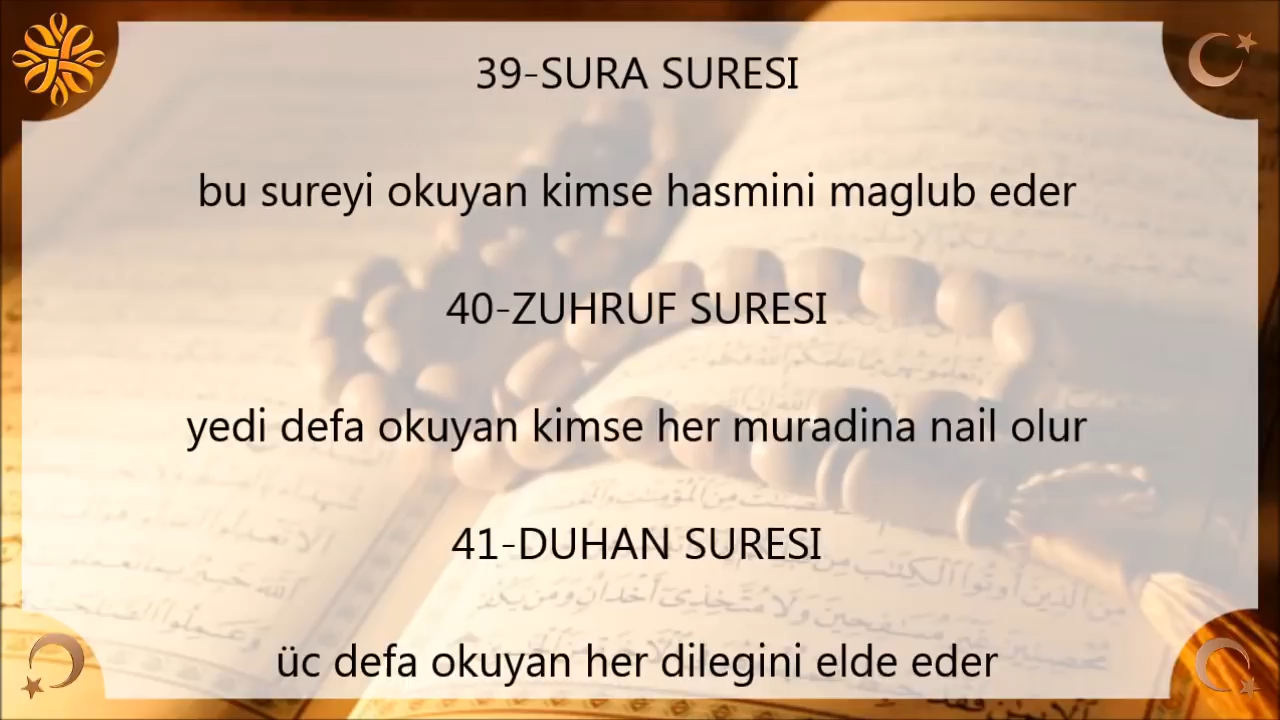 39-SURA SURESI
bu sureyi okuyan kimse hasmini maglub eder
40-ZUHRUF SURESI
yedi defa okuyan kimse her muradina nail olur
41-DUHAN SURESI
üc defa okuyan her dilegini elde eder